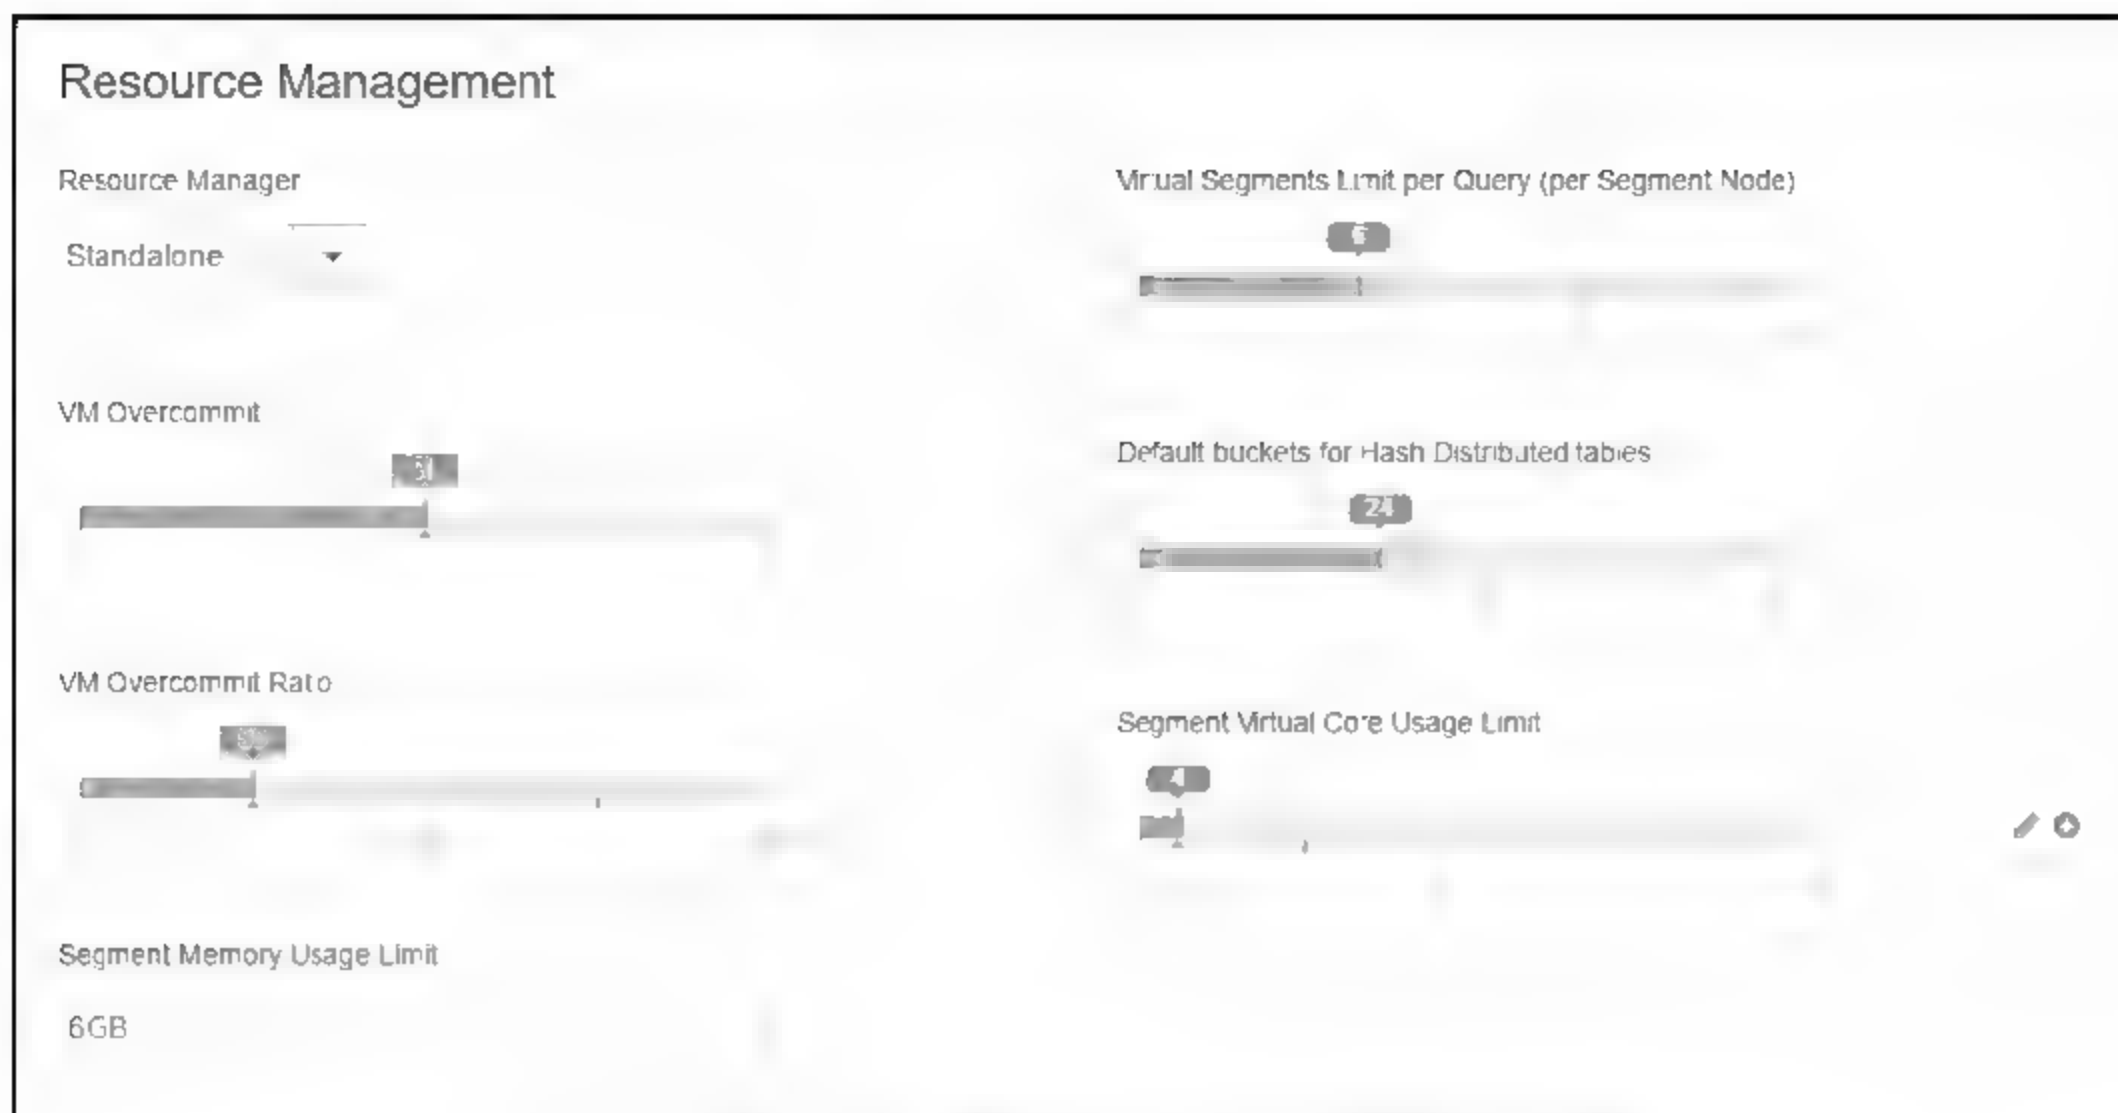 Resource Management
Resource Manager
Standalone
VM Overcommit
VM Overcommit Ratio
Segment Memory Usage Limit
6GB
Virtual Segments Limit per Query (per Segment Node)
6
Default buckets for Hash Distributed tables
24
Segment Virtual Core Usage Limit
4